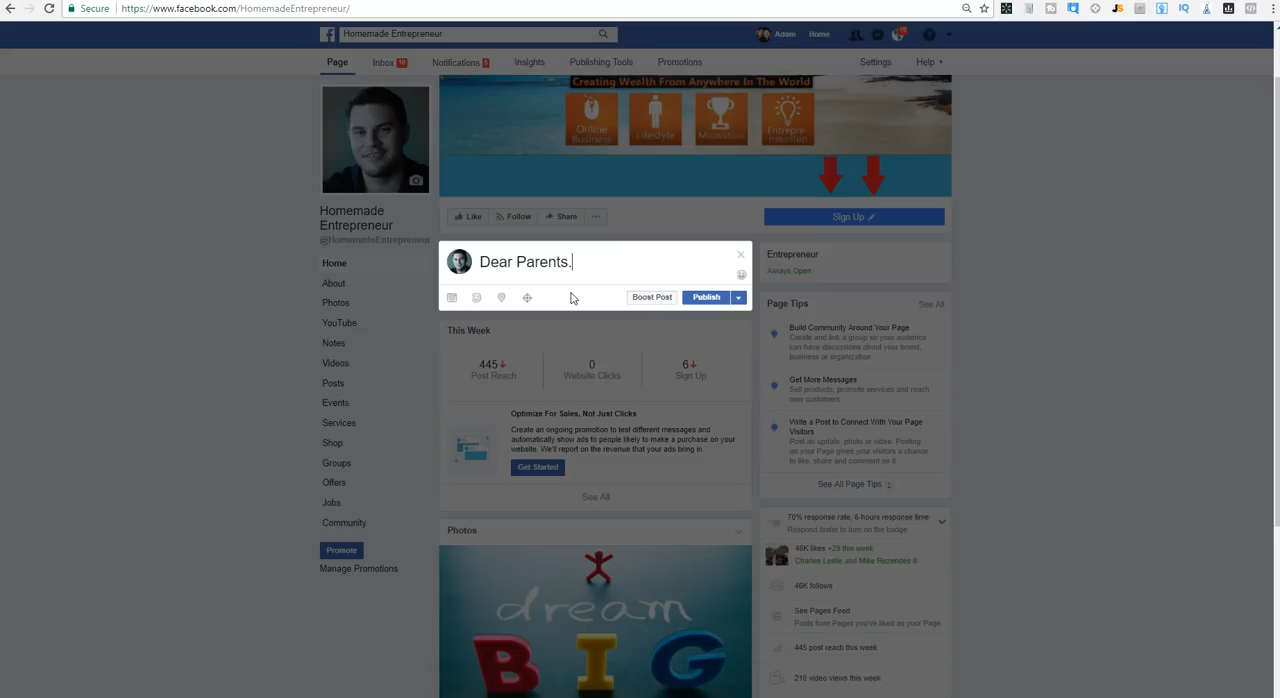 Secure
https://www.facebook.com/HomemadeEntrepreneur/
IQ
JS
Homemade Entrepreneur
Adam
Home
Page
Inbox 18
Notifications
Insights
Publishing Tools
Promotions
Settings
Help
Creating Wealth From Anywhere In The World
Online
Business
Lifestyle
Motivation
Entrepre
neurship
Homemade
Entrepreneur
@HomemadeEntrepreneur
Like
Follow
Share
Sign Up
Home
About
Photos
YouTube
Notes
Videos
Posts
Events
Services
Shop
Groups
Offers
Jobs
Community
Promote
Manage Promotions
Dear Parents.
Boost Post
Publish
This Week
445
Post Reach
0
Website Clicks
6
Sign Up
Optimize For Sales, Not Just Clicks
Create an ongoing promotion to test different messages and
automatically show ads to people likely to make a purchase on your
website. We'll report on the revenue that your ads bring in.
Get Started
See All
Photos
dream
BIG
Entrepreneur
Always Open
Page Tips
See All
Build Community Around Your Page
Create and link a group so your audience
can have discussions about your brand,
business or organization.
Get More Messages
Sell products, promote services and reach
new customers.
Write a Post to Connect With Your Page
Visitors
Post an update, photo or video. Posting
on your Page gives your visitors a chance
to like, share and comment on it
See All Page Tips 2
70% response rate, 6-hours response time
Respond faster to turn on the badge
46K likes +29 this week
Charles Leslie and Mike Rezendes II
46K follows
See Pages Feed
Posts from Pages you've liked as your Page
445 post reach this week
210 video views this week